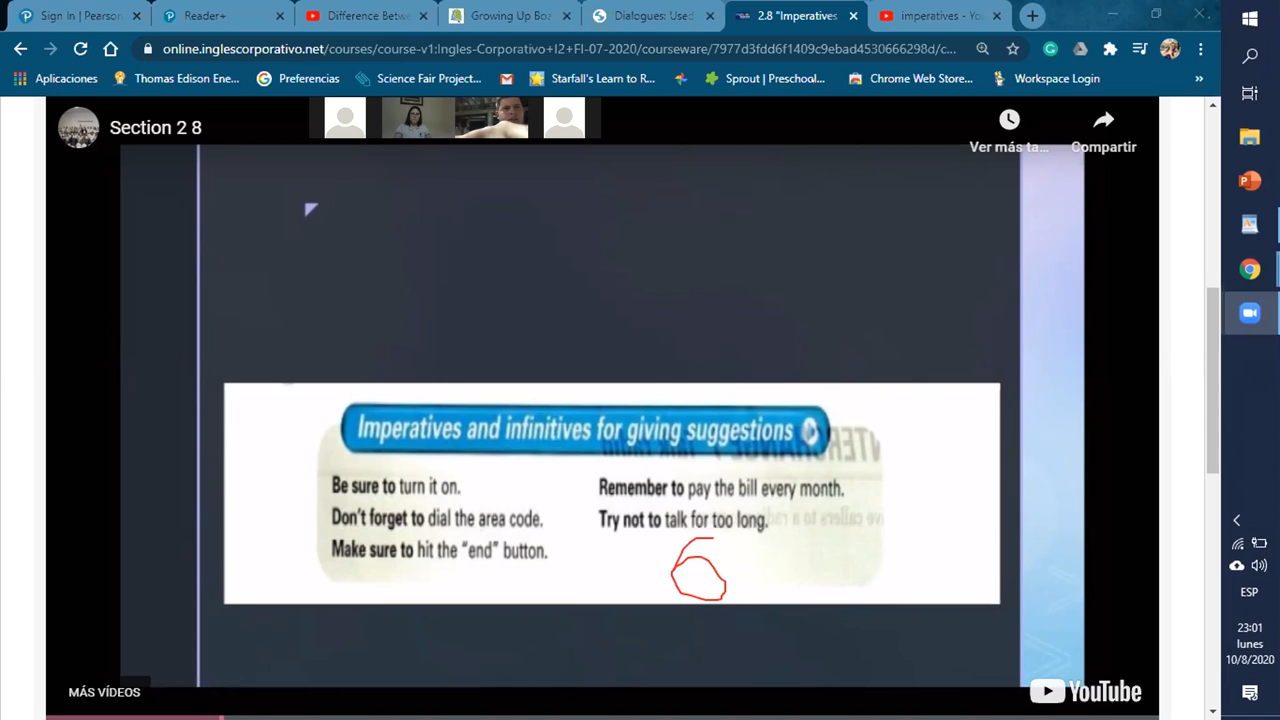 Sign In | Pearson
Reader+
Difference Betwe
Growing Up Boa
Dialogues: Used
2.8 "Imperatives
imperatives - Yo
online.inglescorporativo.net/courses/course-v1:Ingles-Corporativo+I2+FI-07-2020/courseware/7977d3fdd6f1409c9ebad4530666298d/c...
Aplicaciones
Thomas Edison Ene...
Preferencias
Science Fair Project...
Starfall's Learn to R...
Sprout | Preschool...
Chrome Web Store...
Workspace Login
»
Section 2 8
Ver más ta...
Compartir
Imperatives and infinitives for giving suggestions
Be sure to turn it on.
Don't forget to dial the area code.
Make sure to hit the "end" button.
Remember to pay the bill every month.
Try not to talk for too long.
6
MÁS VÍDEOS
YouTube
ESP
23:01
lunes
10/8/2020